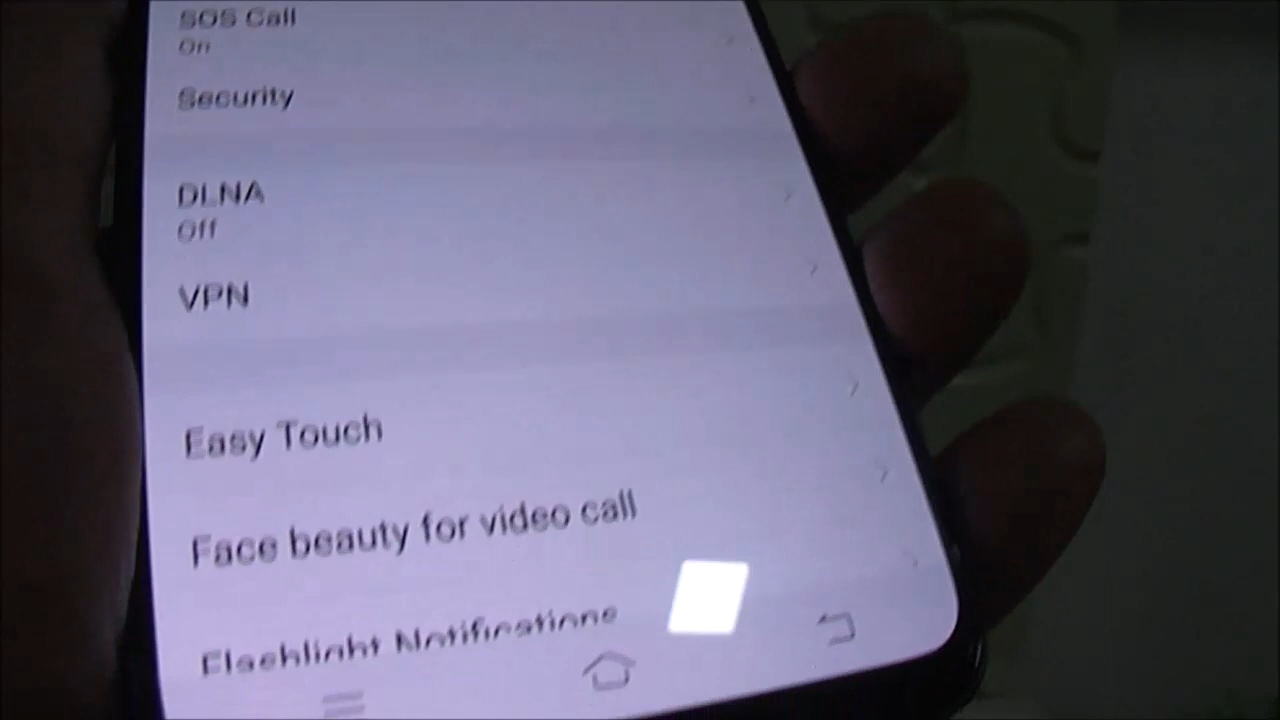 SOS Call
On
Security
DLNA
Off
VPN
Easy Touch
Face beauty for video call
Flashlight Notifications